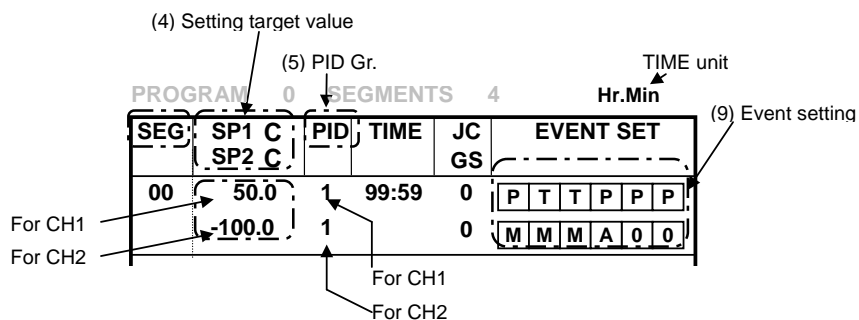 (4) Setting target value
(5) PID Gr.
TIME unit
PROGRAM 0 SEGMENTS 4 Hr.Min
(9) Event setting
SEG SP1 C PID TIME JC EVENT SET
SP2 C GS
00 50.0 1 99:59 0 P T T P P P
For CH1
-100.0 1 0 M M M A 0 0
For CH2
For CH1
For CH2